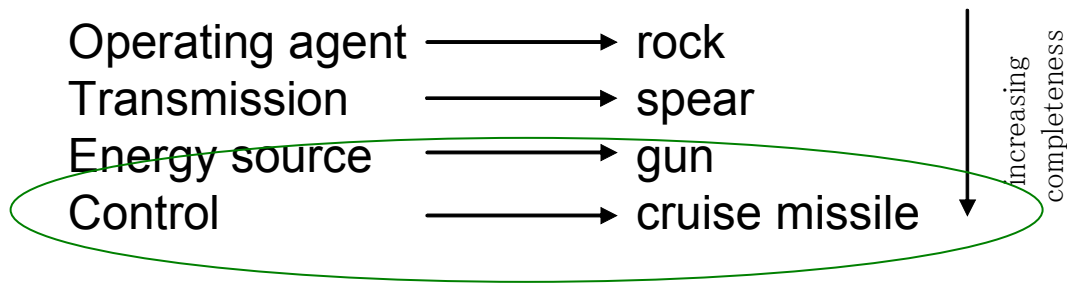 Operating agent rock
Transmission spear
Energy source gun
Control cruise missile
increasing
completeness